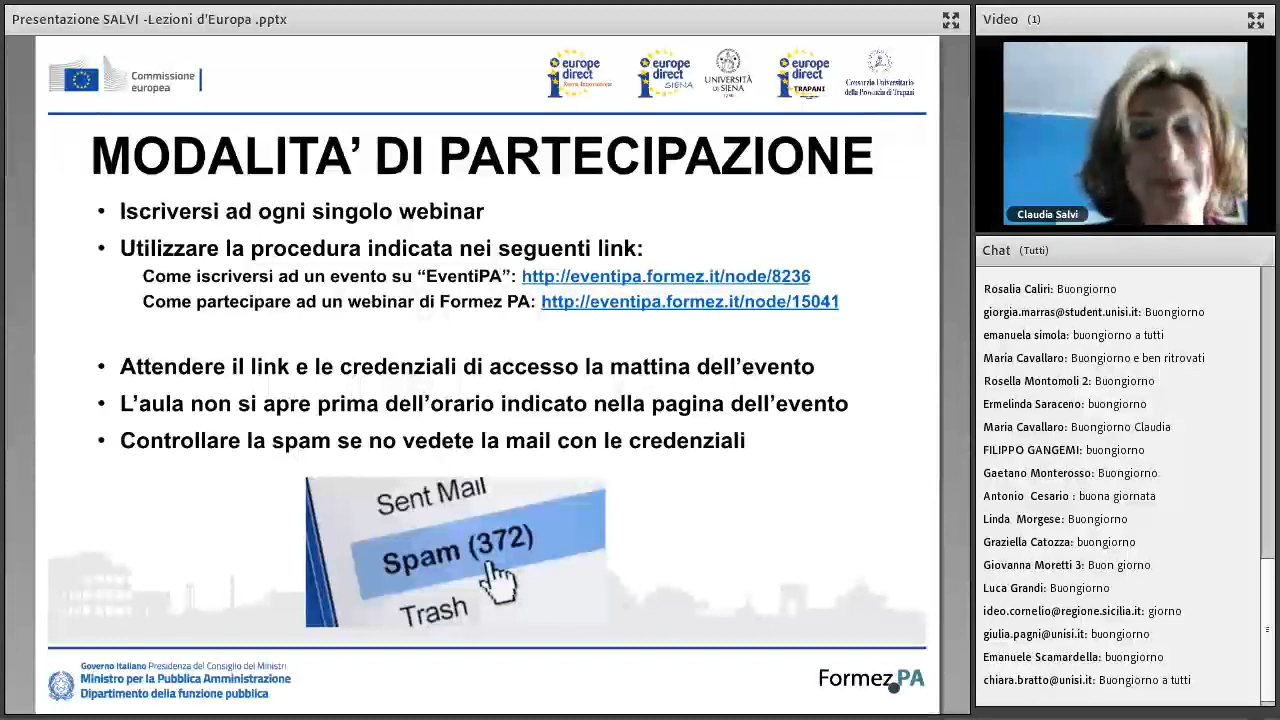 Presentazione SALVI -Lezioni d'Europa .pptx
Commissione
europea
europe
direct
europe
direct
SIENA
UNIVERSITÀ
DI SIENA
1240
europe
direct
TRAPANI
Consorzio Universitario
della Provincia di Trapani
MODALITA' DI PARTECIPAZIONE
• Iscriversi ad ogni singolo webinar
• Utilizzare la procedura indicata nei seguenti link:
Come iscriversi ad un evento su “EventiPA”: http://eventipa.formez.it/node/8236
Come partecipare ad un webinar di Formez PA: http://eventipa.formez.it/node/15041
• Attendere il link e le credenziali di accesso la mattina dell’evento
• L’aula non si apre prima dell’orario indicato nella pagina dell’evento
• Controllare la spam se no vedete la mail con le credenziali
Sent Mail
Spam (372)
Trash
Governo Italiano Presidenza del Consiglio dei Ministri
Ministro per la Pubblica Amministrazione
Dipartimento della funzione pubblica
Formez PA
Video (1)
Claudia Salvi
Chat (Tutti)
Rosalia Caliri: Buongiorno
giorgia.marras@student.unisi.it: Buongiorno
emanuela simola: buongiorno a tutti
Maria Cavallaro: Buongiorno e ben ritrovati
Rosella Montomoli 2: Buongiorno
Ermelinda Saraceno: buongiorno
Maria Cavallaro: Buongiorno Claudia
FILIPPO GANGEMI: buongiorno
Gaetano Monterosso: Buongiorno
Antonio Cesario : buona giornata
Linda Morgese: Buongiorno
Graziella Catozza: buongiorno
Giovanna Moretti 3: Buon giorno
Luca Grandi: Buongiorno
ideo.cornelio@regione.sicilia.it: giorno
giulia.pagni@unisi.it: buongiorno
Emanuele Scamardella: buongiorno
chiara.bratto@unisi.it: Buongiorno a tutti